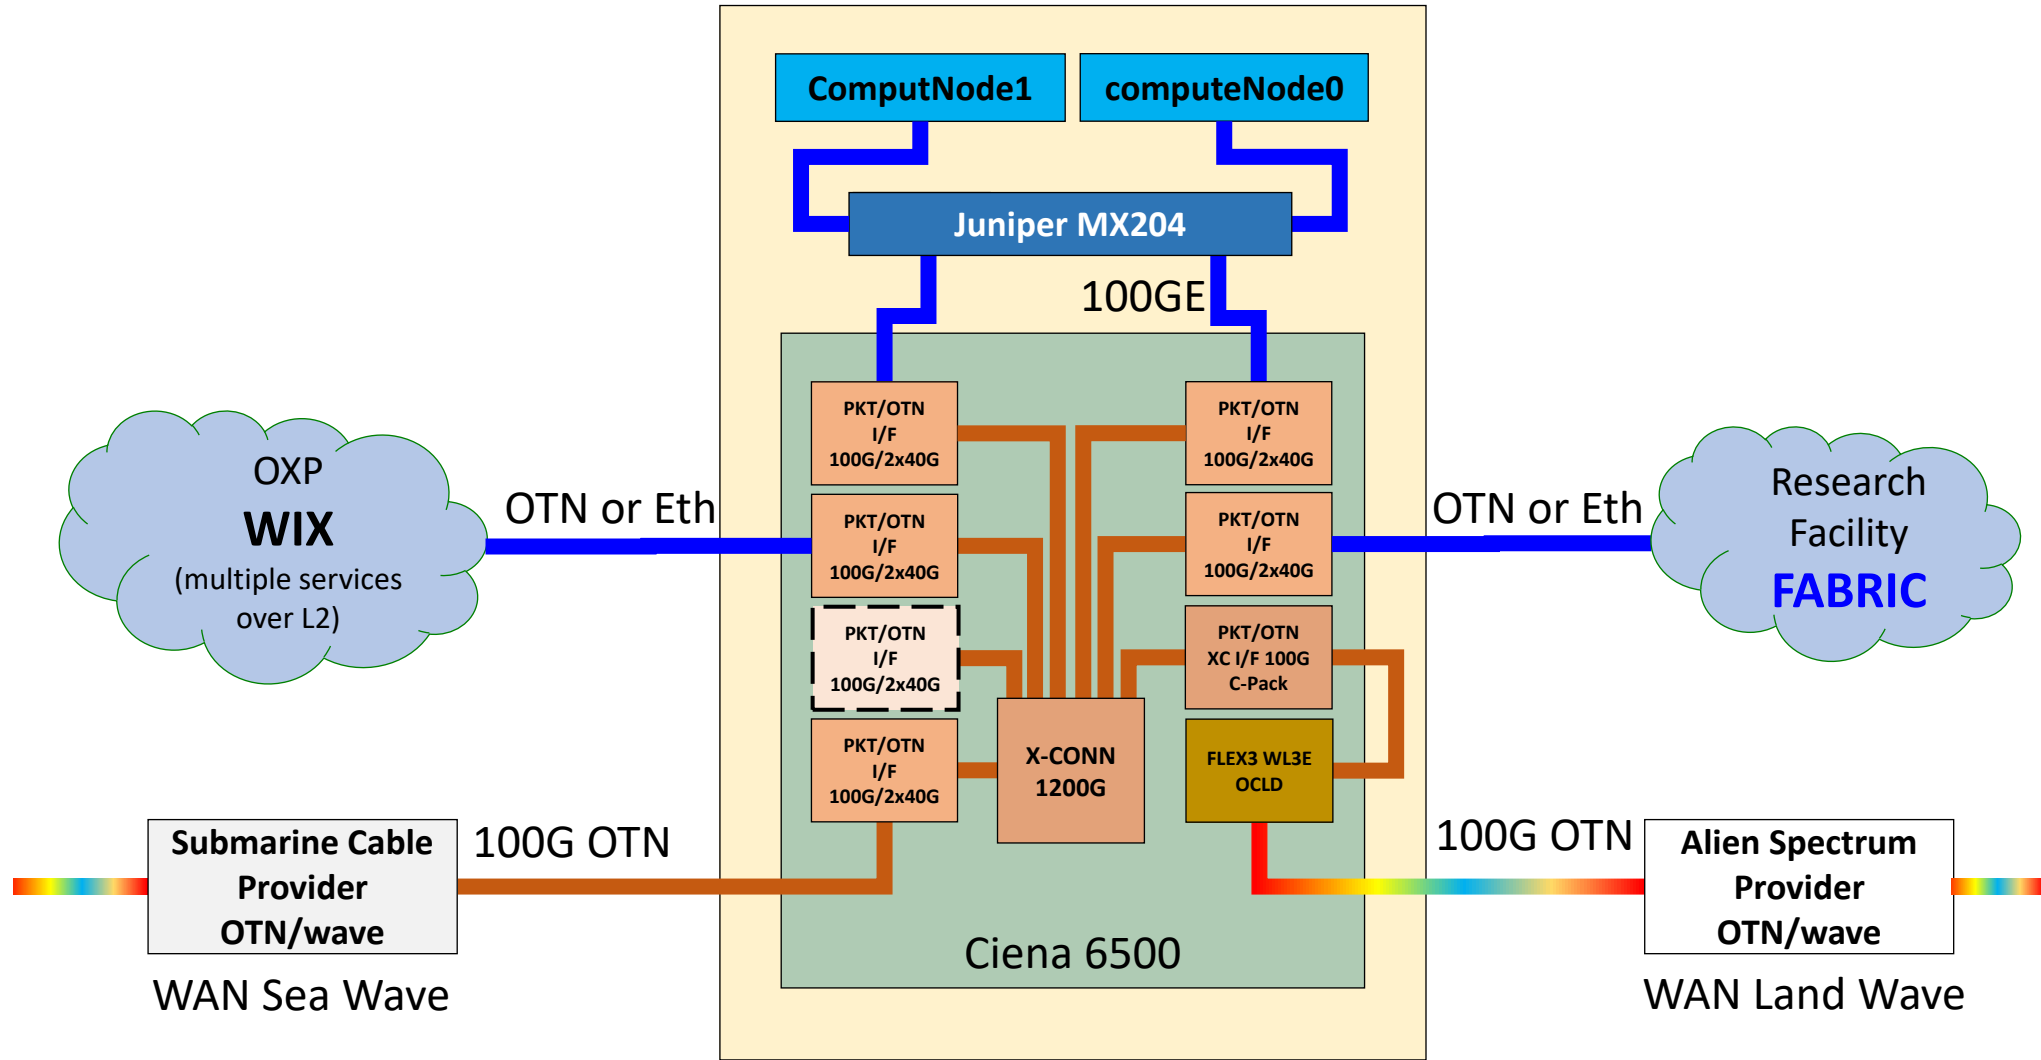 ComputNode1
computeNode0
Juniper MX204
100GE
PKT/OTN
I/F
100G/2x40G
PKT/OTN
I/F
100G/2x40G
OXP
WIX
(multiple services
over L2)
OTN or Eth
PKT/OTN
I/F
100G/2x40G
PKT/OTN
I/F
100G/2x40G
OTN or Eth
Research
Facility
FABRIC
PKT/OTN
I/F
100G/2x40G
PKT/OTN
XC I/F 100G
C-Pack
PKT/OTN
I/F
100G/2x40G
X-CONN
1200G
FLEX3 WL3E
OCLD
Submarine Cable
Provider
OTN/wave
100G OTN
100G OTN
Alien Spectrum
Provider
OTN/wave
Ciena 6500
WAN Sea Wave
WAN Land Wave